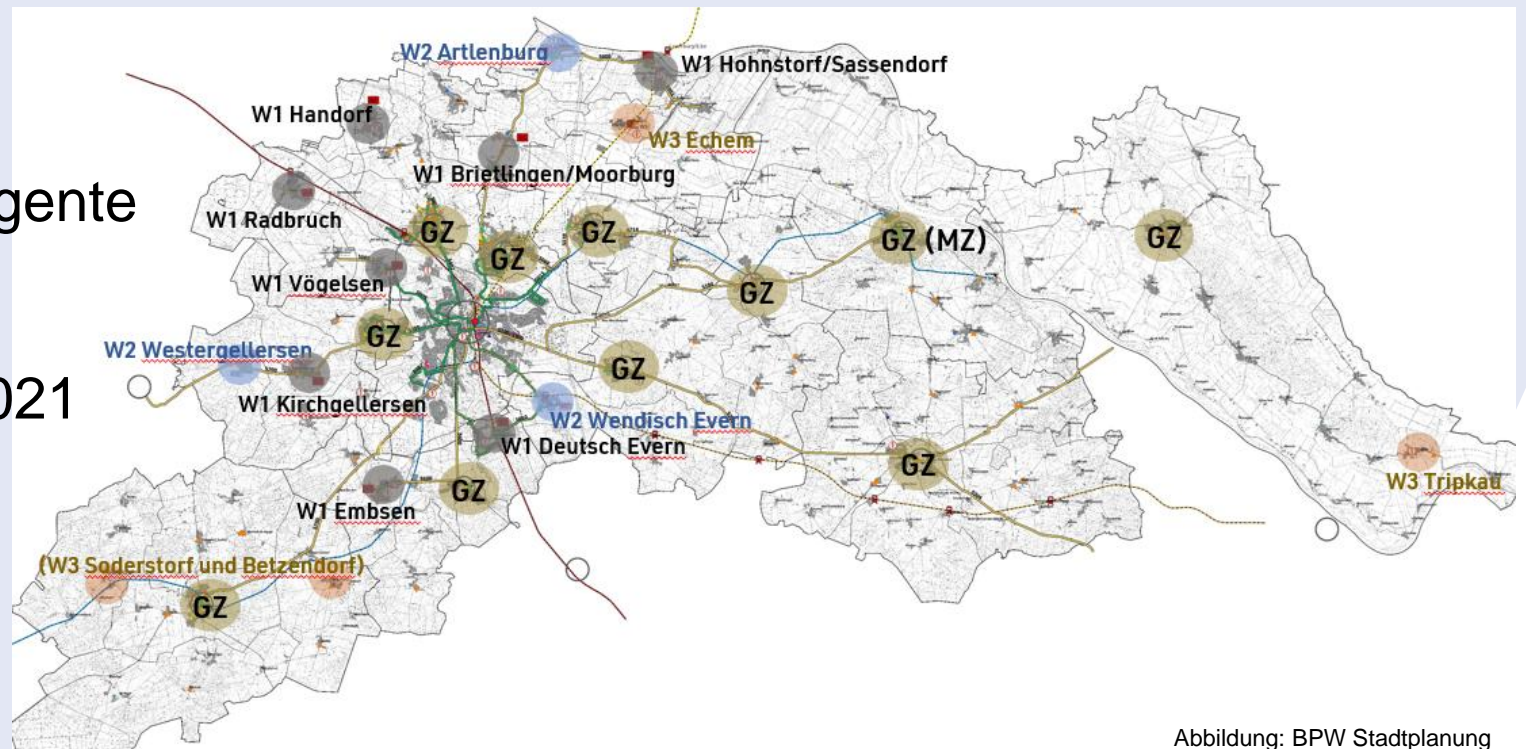 gente
021
W2 Artlenburg
W1 Hohnstorf/Sassendorf
W1 Handorf
W3 Echem
W1 Brietlingen/Moorburg
W1 Radbruch
GZ
GZ
GZ
GZ (MZ)
GZ
W1 Vögelsen
GZ
GZ
W2 Westergellersen
GZ
W1 Kirchgellersen
W2 Wendisch Evern
W1 Deutsch Evern
GZ
W3 Tripkau
GZ
W1 Embsen
(W3 Soderstorf und Betzendorf)
GZ
Abbildung: BPW Stadtplanung